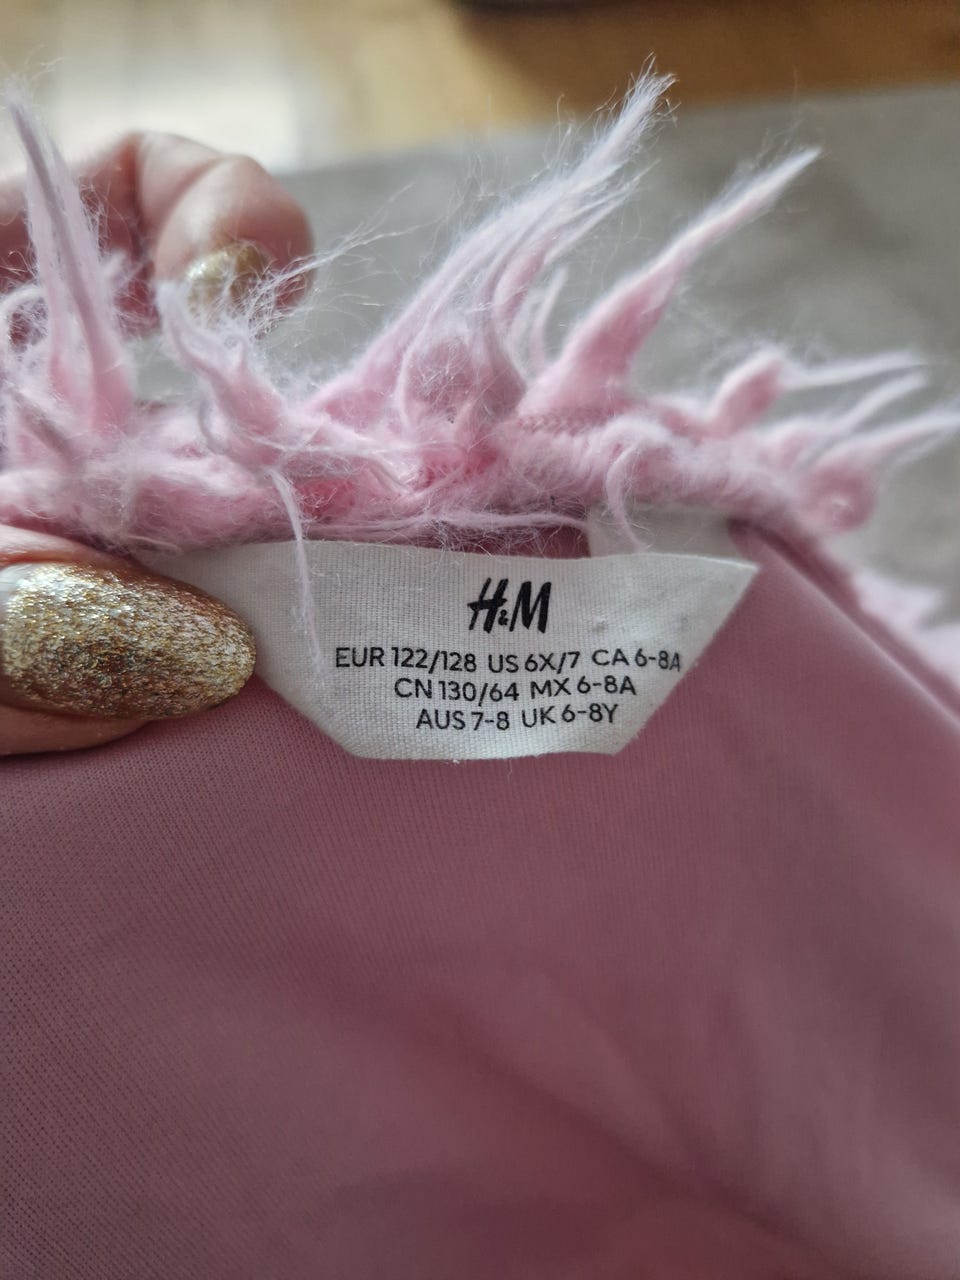 H&M
EUR 122/128 US 6X/7 CA 6-8A
CN 130/64 MX 6-8A
AUS 7-8 UK 6-8Y